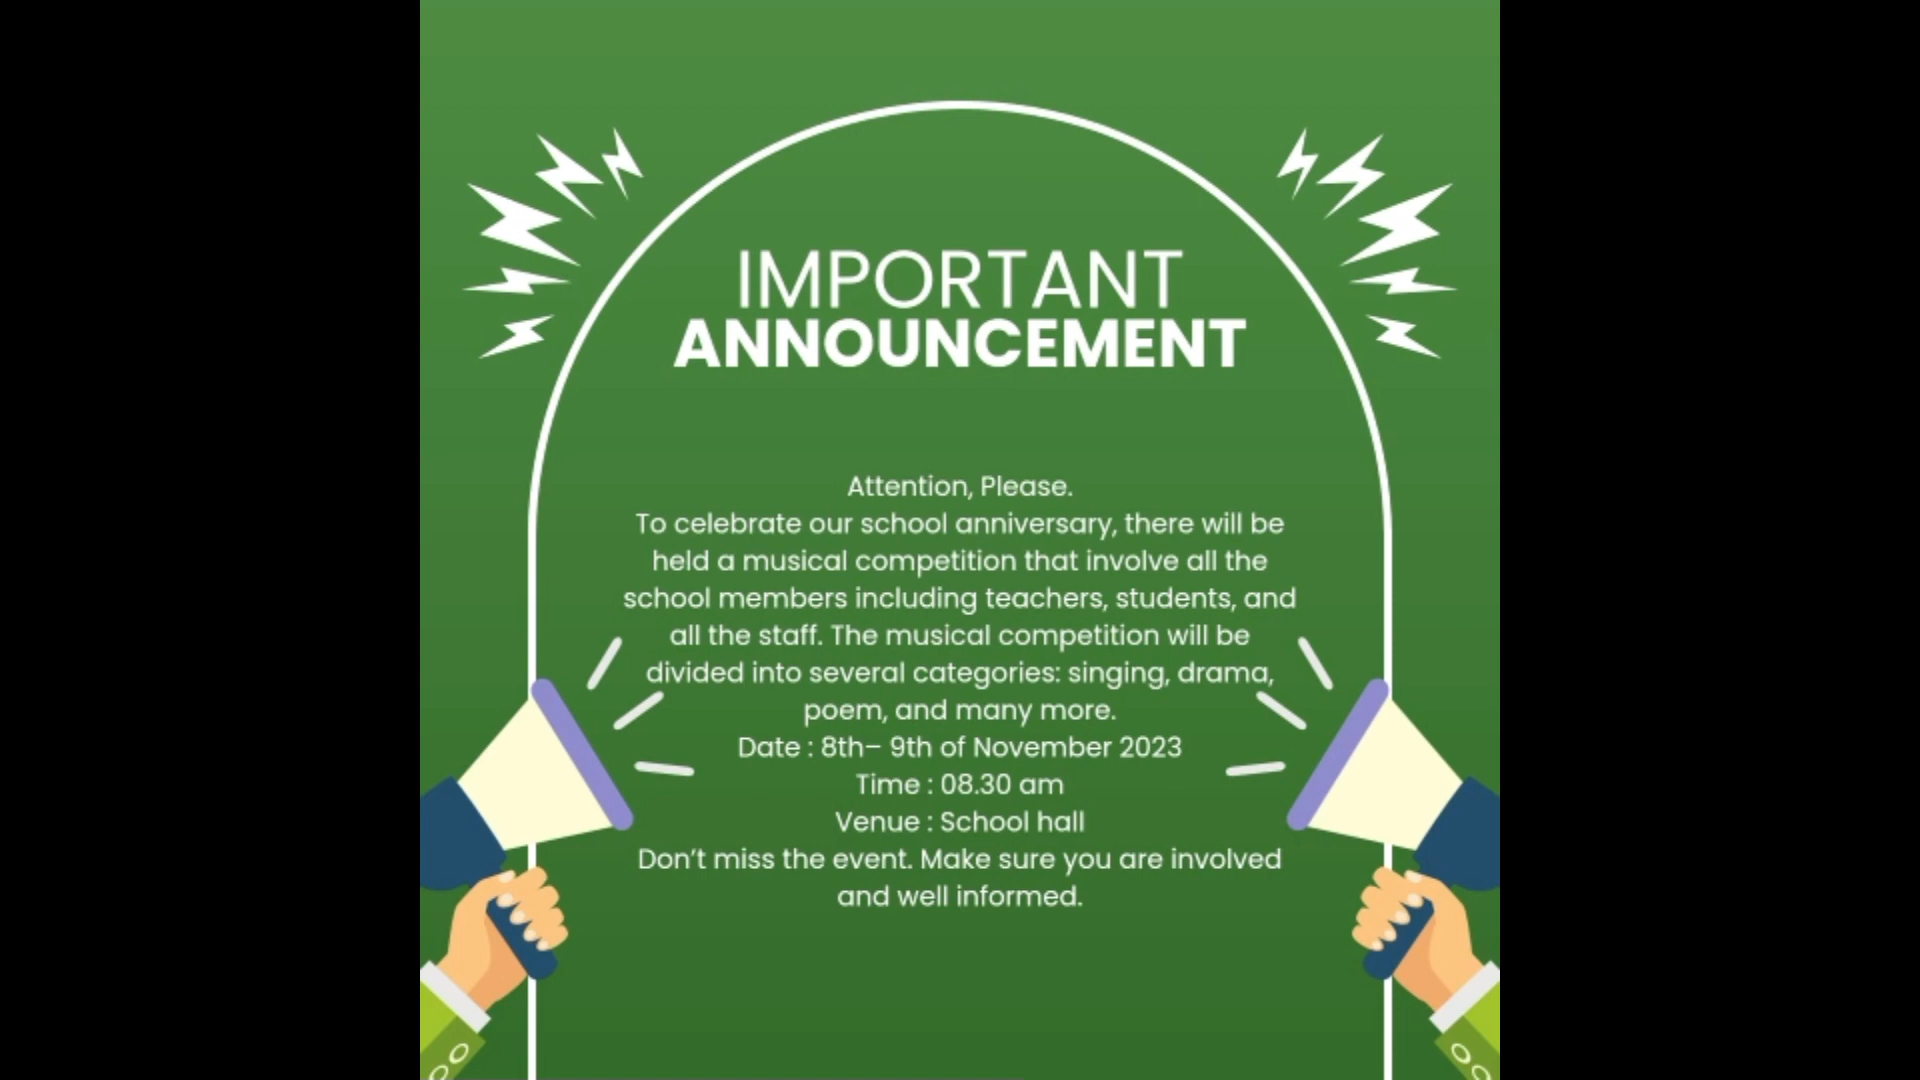 IMPORTANT
ANNOUNCEMENT
Attention, Please.
To celebrate our school anniversary, there will be
held a musical competition that involve all the
school members including teachers, students, and
all the staff. The musical competition will be
divided into several categories: singing, drama,
poem, and many more.
Date : 8th– 9th of November 2023
Time : 08.30 am
Venue : School hall
Don’t miss the event. Make sure you are involved
and well informed.